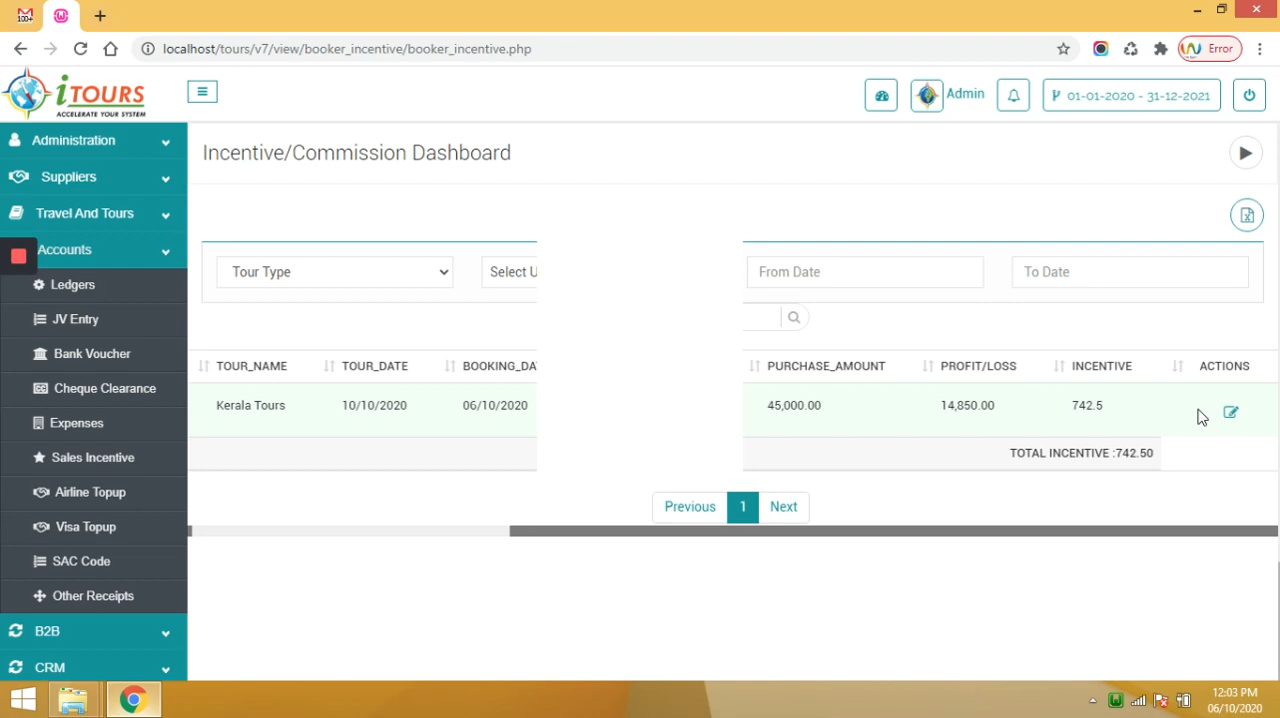 100+
localhost/tours/v7/view/booker_incentive/booker_incentive.php
Error
iTOURS
ACCELERATE YOUR SYSTEM
Admin
01-01-2020 - 31-12-2021
Administration
Suppliers
Travel And Tours
Accounts
Ledgers
JV Entry
Bank Voucher
Cheque Clearance
Expenses
Sales Incentive
Airline Topup
Visa Topup
SAC Code
Other Receipts
B2B
CRM
Incentive/Commission Dashboard
Tour Type
Select U
From Date
To Date
TOUR_NAME TOUR_DATE BOOKING_DA PURCHASE_AMOUNT PROFIT/LOSS INCENTIVE ACTIONS
Kerala Tours 10/10/2020 06/10/2020 45,000.00 14,850.00 742.5
TOTAL INCENTIVE :742.50
Previous 1 Next
12:03 PM
06/10/2020